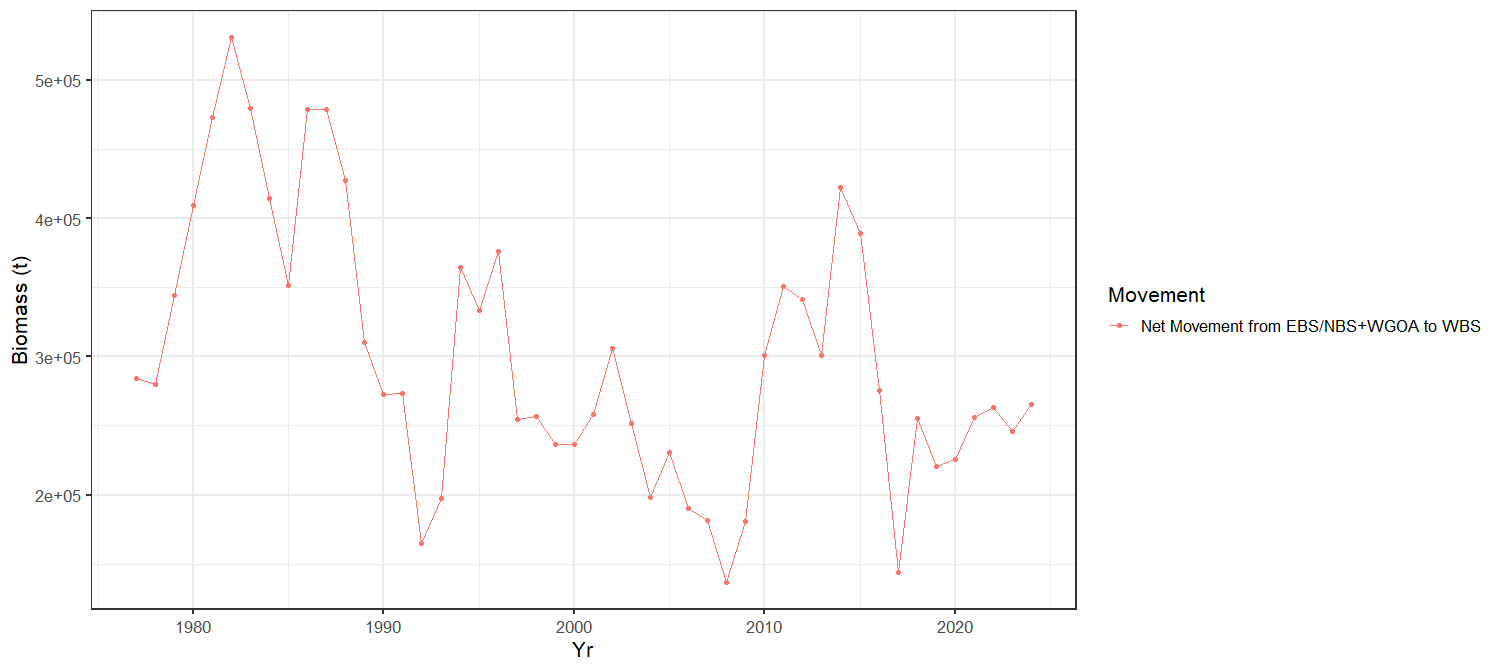 5e+05
4e+05
3e+05
2e+05
Biomass (t)
1980 1990 2000 2010 2020
Yr
Movement
Net Movement from EBS/NBS+WGOA to WBS